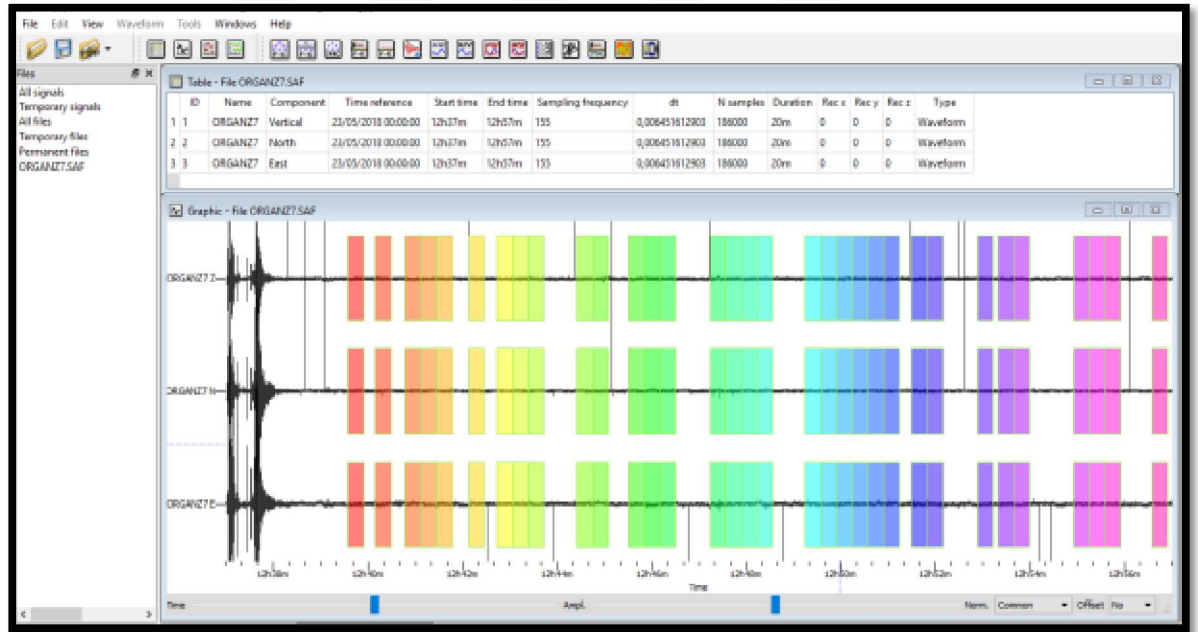 File Edit View Waveform Tools Windows Help
Files
All signals
Temporary signals
All files
Temporary files
Permanent files
ORGANZ7.SAF
Table - File ORGANZ7.SAF
ID Name Component Time reference Start time End time Sampling frequency dt N samples Duration Rec x Rec y Rec z Type
1 1 ORGANZ7 Vertical 23/05/2018 00:00:00 12h37m 12h57m 155 0,006451612903 186000 20m 0 0 0 Waveform
2 2 ORGANZ7 North 23/05/2018 00:00:00 12h37m 12h57m 155 0,006451612903 186000 20m 0 0 0 Waveform
3 3 ORGANZ7 East 23/05/2018 00:00:00 12h37m 12h57m 155 0,006451612903 186000 20m 0 0 0 Waveform
Graphic - File ORGANZ7.SAF
ORGANZ7 Z
ORGANZ7 N
ORGANZ7 E
12h38m 12h40m 12h42m 12h44m 12h46m 12h48m 12h50m 12h52m 12h54m 12h56m
Time
Time Ampl. Norm. Common Offset No